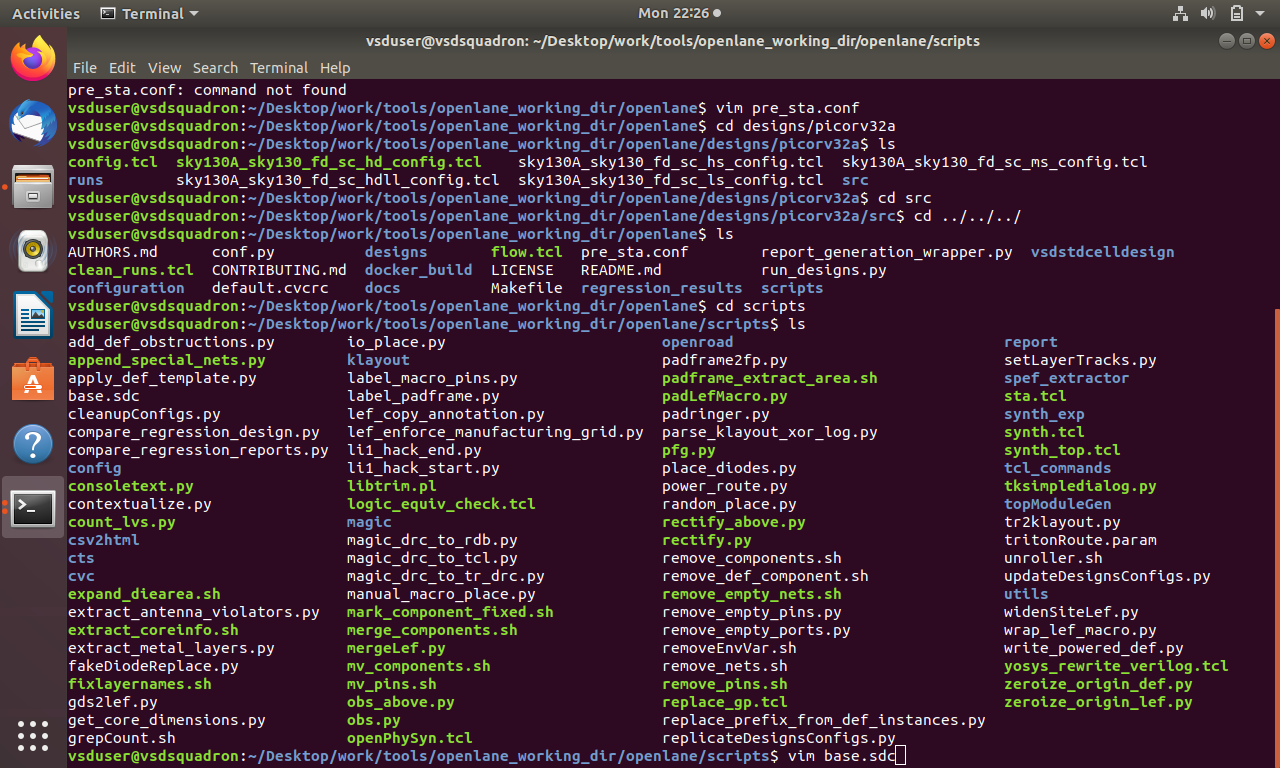 Activities Terminal Mon 22:26
vsduser@vsdsquadron: ~/Desktop/work/tools/openlane_working_dir/openlane/scripts
File Edit View Search Terminal Help
pre_sta.conf: command not found
vsduser@vsdsquadron:~/Desktop/work/tools/openlane_working_dir/openlane$ vim pre_sta.conf
vsduser@vsdsquadron:~/Desktop/work/tools/openlane_working_dir/openlane$ cd designs/picorv32a
vsduser@vsdsquadron:~/Desktop/work/tools/openlane_working_dir/openlane/designs/picorv32a$ ls
config.tcl sky130A_sky130_fd_sc_hd_config.tcl sky130A_sky130_fd_sc_hs_config.tcl sky130A_sky130_fd_sc_ms_config.tcl
runs sky130A_sky130_fd_sc_hdll_config.tcl sky130A_sky130_fd_sc_ls_config.tcl src
vsduser@vsdsquadron:~/Desktop/work/tools/openlane_working_dir/openlane/designs/picorv32a$ cd src
vsduser@vsdsquadron:~/Desktop/work/tools/openlane_working_dir/openlane/designs/picorv32a/src$ cd ../../../
vsduser@vsdsquadron:~/Desktop/work/tools/openlane_working_dir/openlane$ ls
AUTHORS.md conf.py designs flow.tcl pre_sta.conf report_generation_wrapper.py vsdstdcelldesign
clean_runs.tcl CONTRIBUTING.md docker_build LICENSE README.md run_designs.py
configuration default.cvcrc docs Makefile regression_results scripts
vsduser@vsdsquadron:~/Desktop/work/tools/openlane_working_dir/openlane$ cd scripts
vsduser@vsdsquadron:~/Desktop/work/tools/openlane_working_dir/openlane/scripts$ ls
add_def_obstructions.py io_place.py openroad report
append_special_nets.py klayout padframe2fp.py setLayerTracks.py
apply_def_template.py label_macro_pins.py padframe_extract_area.sh spef_extractor
base.sdc label_padframe.py padLefMacro.py sta.tcl
cleanupConfigs.py lef_copy_annotation.py padringer.py synth_exp
compare_regression_design.py lef_enforce_manufacturing_grid.py parse_klayout_xor_log.py synth.tcl
compare_regression_reports.py li1_hack_end.py pfg.py synth_top.tcl
config li1_hack_start.py place_diodes.py tcl_commands
consoletext.py libtrim.pl power_route.py tksimpledialog.py
contextualize.py logic_equiv_check.tcl random_place.py topModuleGen
count_lvs.py magic rectify_above.py tr2klayout.py
csv2html magic_drc_to_rdb.py rectify.py tritonRoute.param
cts magic_drc_to_tcl.py remove_components.sh unroller.sh
cvc magic_drc_to_tr_drc.py remove_def_component.sh updateDesignsConfigs.py
expand_diearea.sh manual_macro_place.py remove_empty_nets.sh utils
extract_antenna_violators.py mark_component_fixed.sh remove_empty_pins.py widenSiteLef.py
extract_coreinfo.sh merge_components.sh remove_empty_ports.py wrap_lef_macro.py
extract_metal_layers.py mergeLef.py removeEnvVar.sh write_powered_def.py
fakeDiodeReplace.py mv_components.sh remove_nets.sh yosys_rewrite_verilog.tcl
fixlayernames.sh mv_pins.sh remove_pins.sh zeroize_origin_def.py
gds2lef.py obs_above.py replace_gp.tcl zeroize_origin_lef.py
get_core_dimensions.py obs.py replace_prefix_from_def_instances.py
grepCount.sh openPhySyn.tcl replicateDesignsConfigs.py
vsduser@vsdsquadron:~/Desktop/work/tools/openlane_working_dir/openlane/scripts$ vim base.sdc